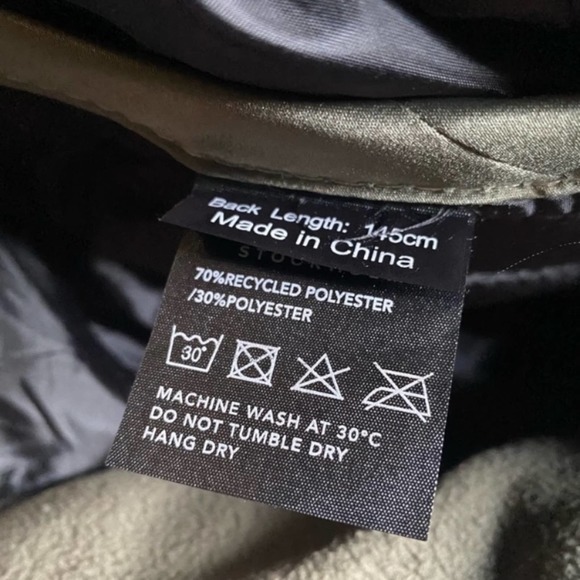 Back Length: 145cm
Made in China
70%RECYCLED POLYESTER
/30%POLYESTER
30°
MACHINE WASH AT 30°C
DO NOT TUMBLE DRY
HANG DRY